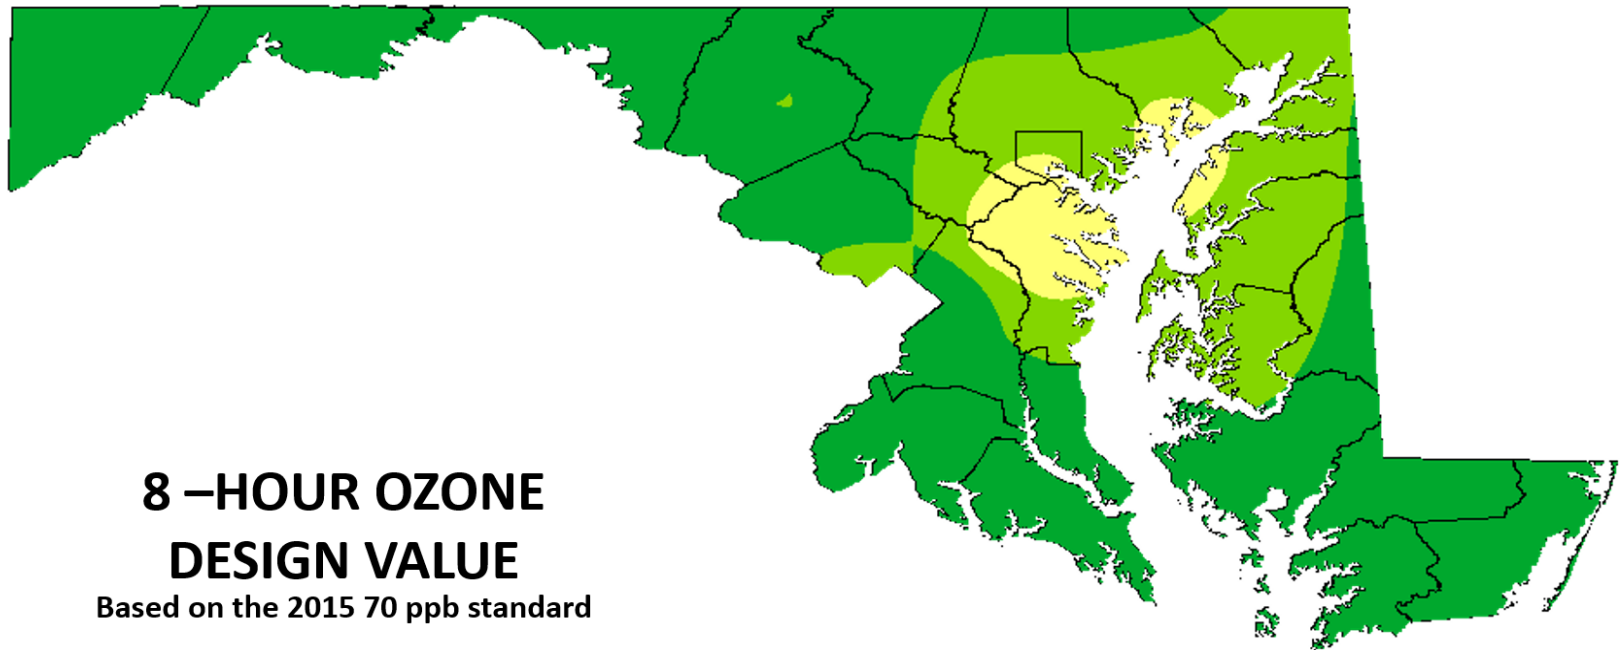 8 –HOUR OZONE
DESIGN VALUE
Based on the 2015 70 ppb standard